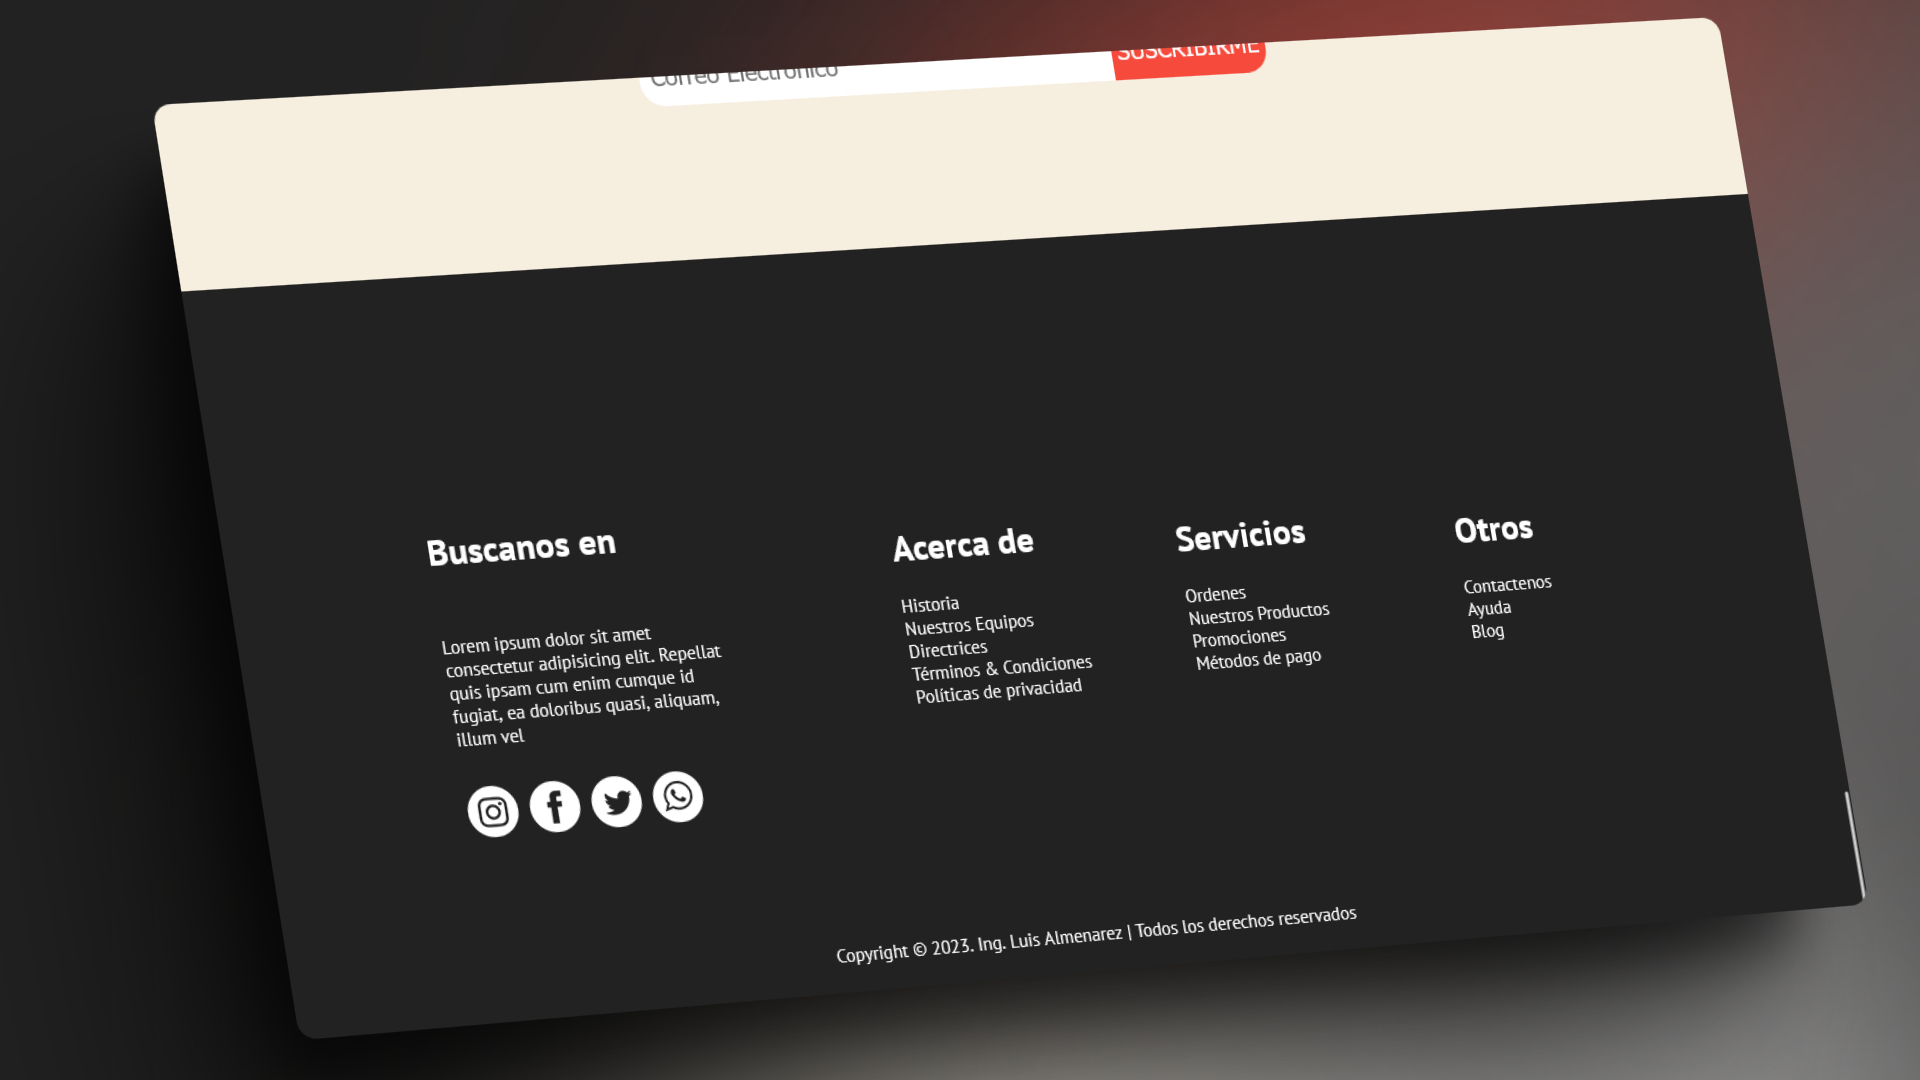 Correo Electronico
SUSCRIBIRME
Buscanos en
Lorem ipsum dolor sit amet
consectetur adipisicing elit. Repellat
quis ipsam cum enim cumque id
fugiat, ea doloribus quasi, aliquam,
illum vel
Acerca de
Historia
Nuestros Equipos
Directrices
Términos & Condiciones
Políticas de privacidad
Servicios
Ordenes
Nuestros Productos
Promociones
Métodos de pago
Otros
Contactenos
Ayuda
Blog
Copyright © 2023. Ing. Luis Almenarez | Todos los derechos reservados